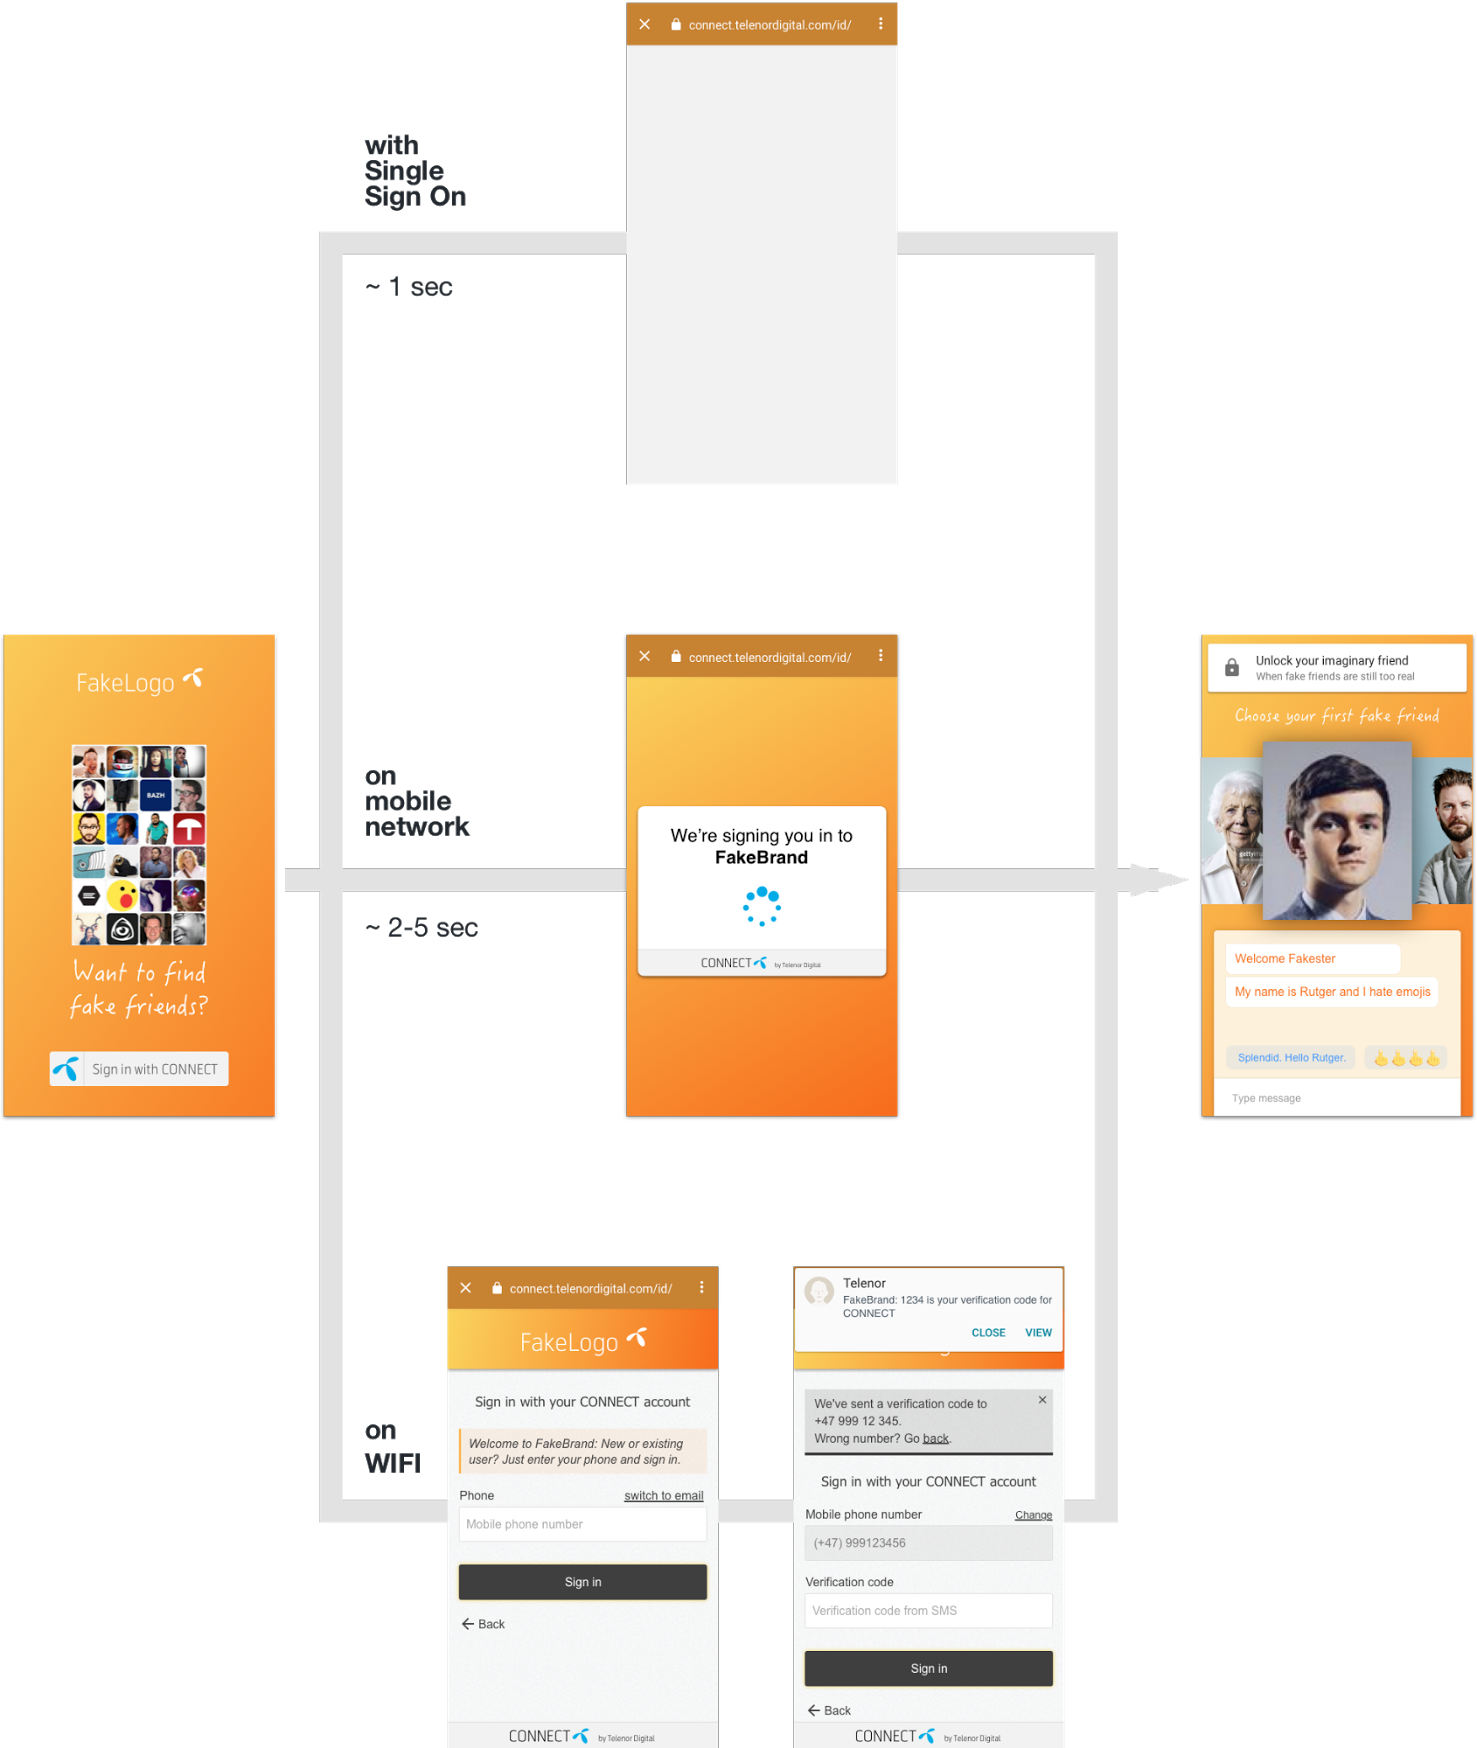 connect.telenordigital.com/id/
with
Single
Sign On
~ 1 sec
FakeLogo
BAZH
Want to find
fake friends?
Sign in with CONNECT
on
mobile
network
~ 2-5 sec
connect.telenordigital.com/id/
We're signing you in to
FakeBrand
CONNECT by Telenor Digital
Unlock your imaginary friend
When fake friends are still too real
Choose your first fake friend
Welcome Fakester
My name is Rutger and I hate emojis
Splendid. Hello Rutger.
Type message
on
WIFI
connect.telenordigital.com/id/
FakeLogo
Sign in with your CONNECT account
Welcome to FakeBrand: New or existing
user? Just enter your phone and sign in.
Phone switch to email
Mobile phone number
Sign in
Back
CONNECT by Telenor Digital
Telenor
FakeBrand: 1234 is your verification code for
CONNECT
CLOSE VIEW
We've sent a verification code to
+47 999 12 345.
Wrong number? Go back.
Sign in with your CONNECT account
Mobile phone number Change
(+47) 999123456
Verification code
Verification code from SMS
Sign in
Back
CONNECT by Telenor Digital